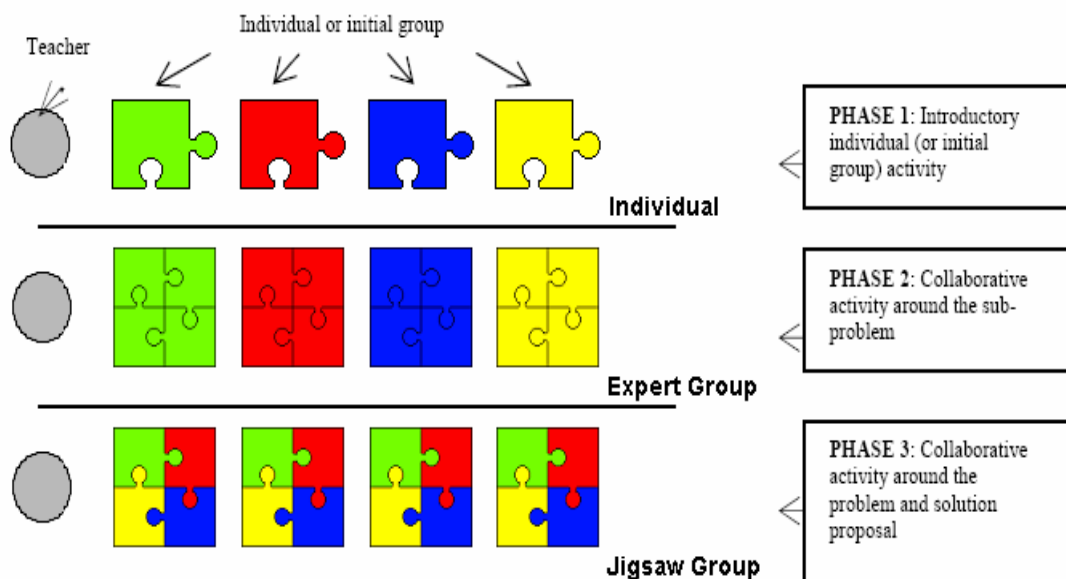 Individual or initial group
Teacher
PHASE 1: Introductory
individual (or initial
group) activity
Individual
PHASE 2: Collaborative
activity around the sub-
problem
Expert Group
PHASE 3: Collaborative
activity around the
problem and solution
proposal
Jigsaw Group